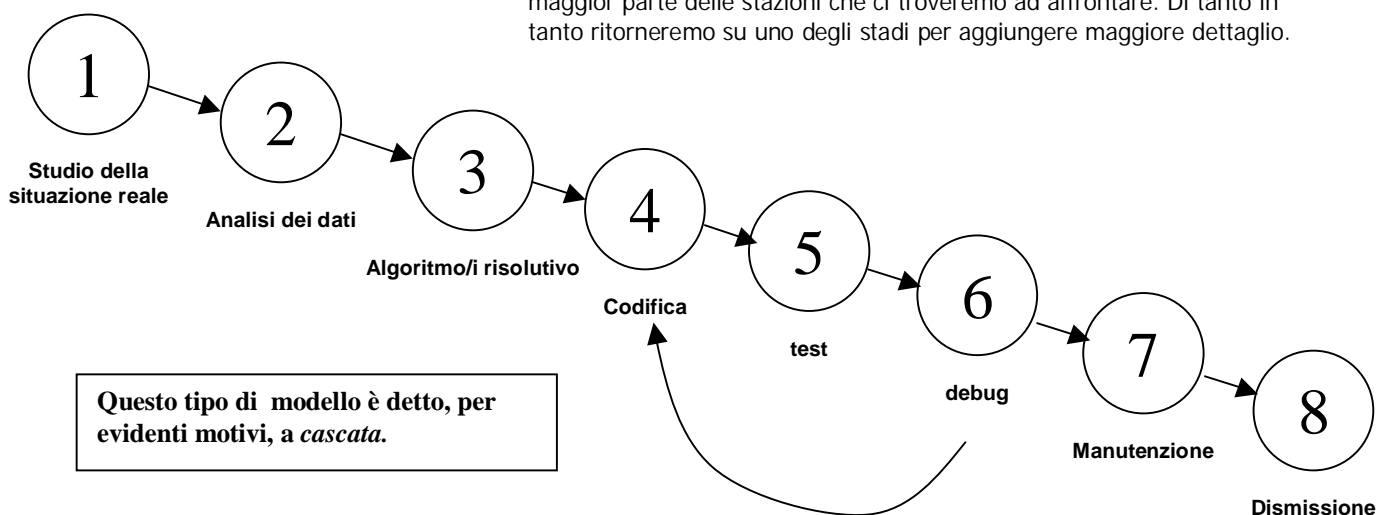 maggior parte delle stazioni che ci troveremo ad affrontare. Di tanto in
tanto ritorneremo su uno degli stadi per aggiungere maggiore dettaglio.
1
Studio della
situazione reale
2
Analisi dei dati
3
Algoritmo/i risolutivo
4
Codifica
5
test
6
debug
7
Manutenzione
8
Dismissione
Questo tipo di modello è detto, per
evidenti motivi, a cascata.